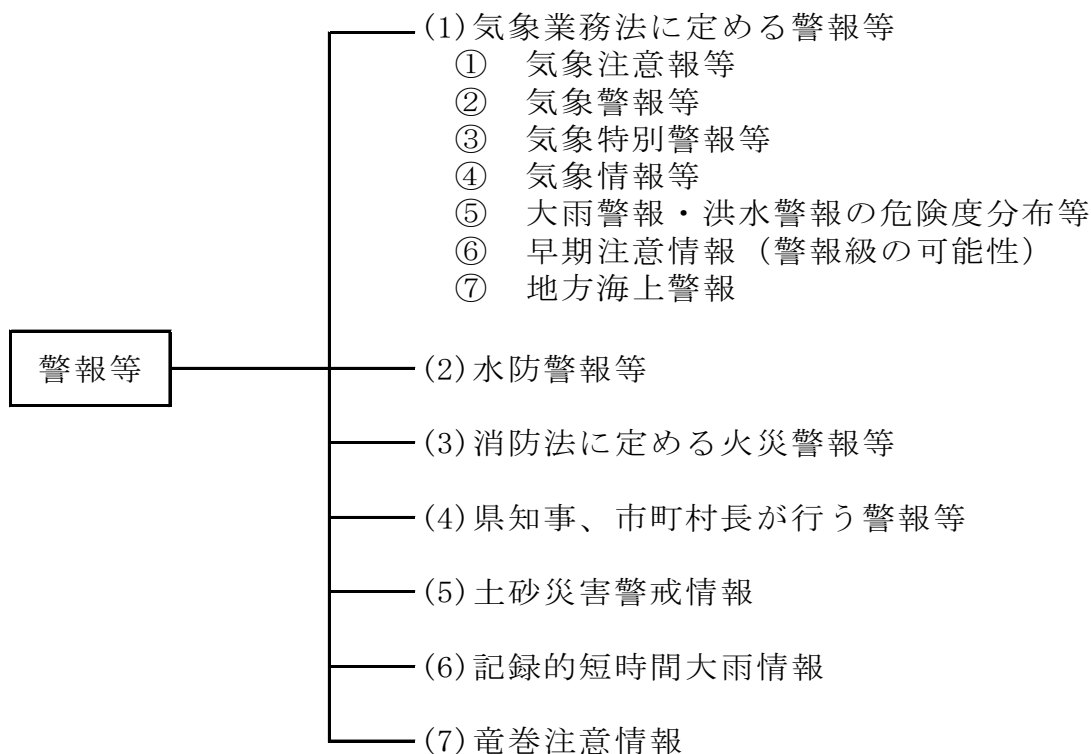 (1)気象業務法に定める警報等
① 気象注意報等
② 気象警報等
③ 気象特別警報等
④ 気象情報等
⑤ 大雨警報・洪水警報の危険度分布等
⑥ 早期注意情報（警報級の可能性）
⑦ 地方海上警報
警報等
(2)水防警報等
(3)消防法に定める火災警報等
(4)県知事、市町村長が行う警報等
(5)土砂災害警戒情報
(6)記録的短時間大雨情報
(7)竜巻注意情報